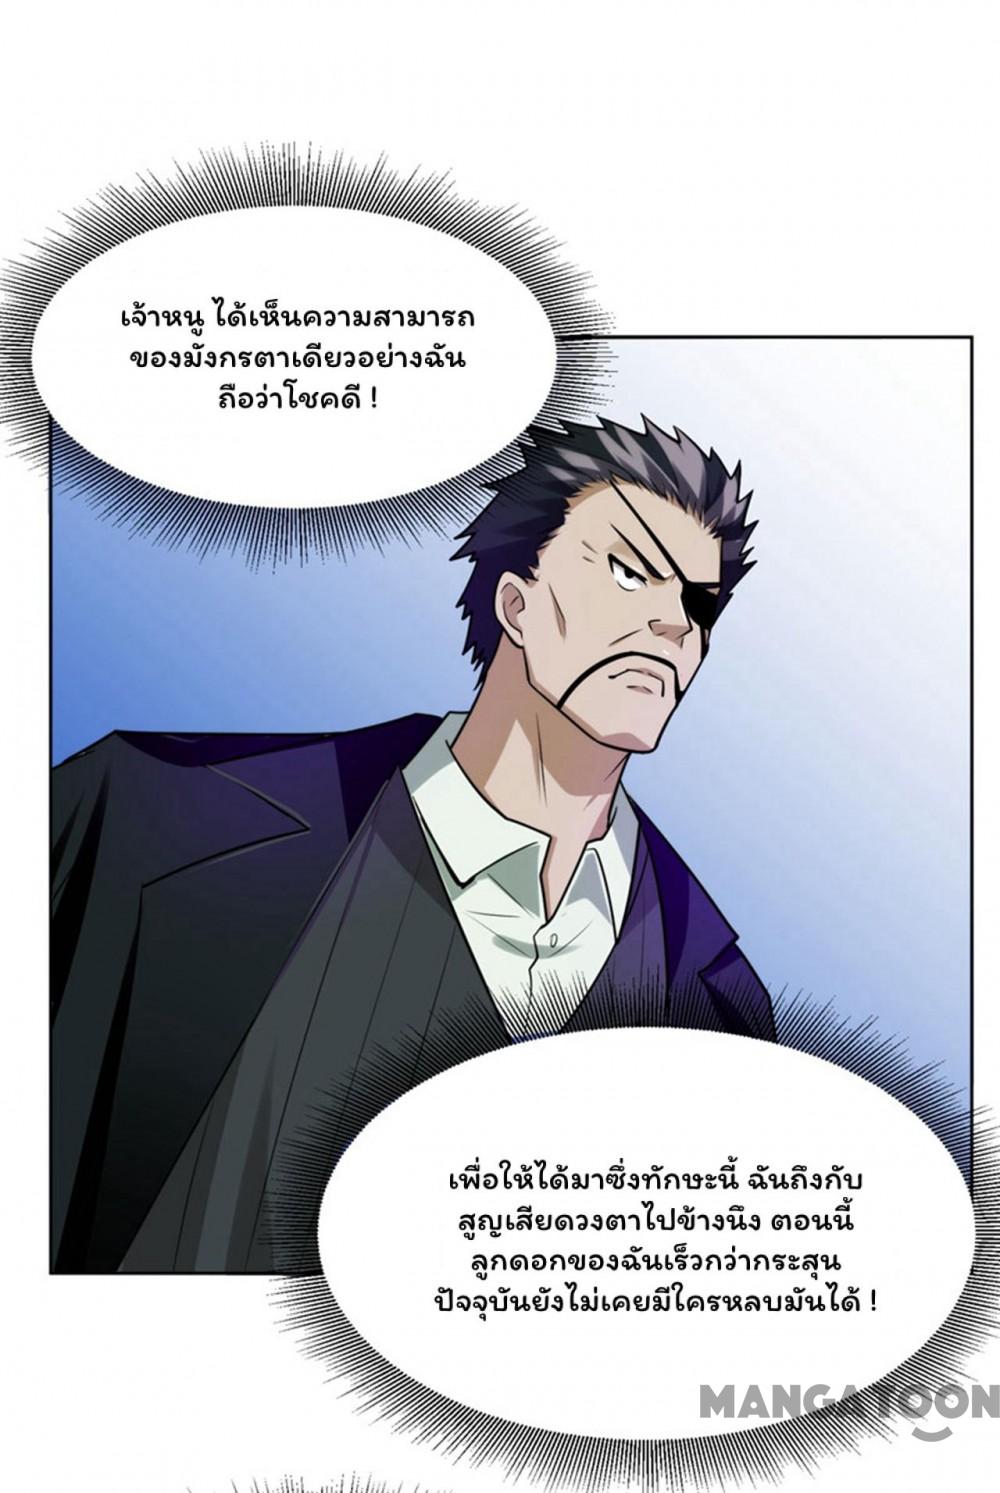 เจ้าหนู ได้เห็นความสามารถ
ของมังกรตาเดียวอย่างฉัน
ถือว่าโชคดี !
เพื่อให้ได้มาซึ่งทักษะนี้ ฉันถึงกับ
สูญเสียดวงตาไปข้างนึง ตอนนี้
ลูกดอกของฉันเร็วกว่ากระสุน
ปัจจุบันยังไม่เคยมีใครหลบมันได้ !
MANGATOON